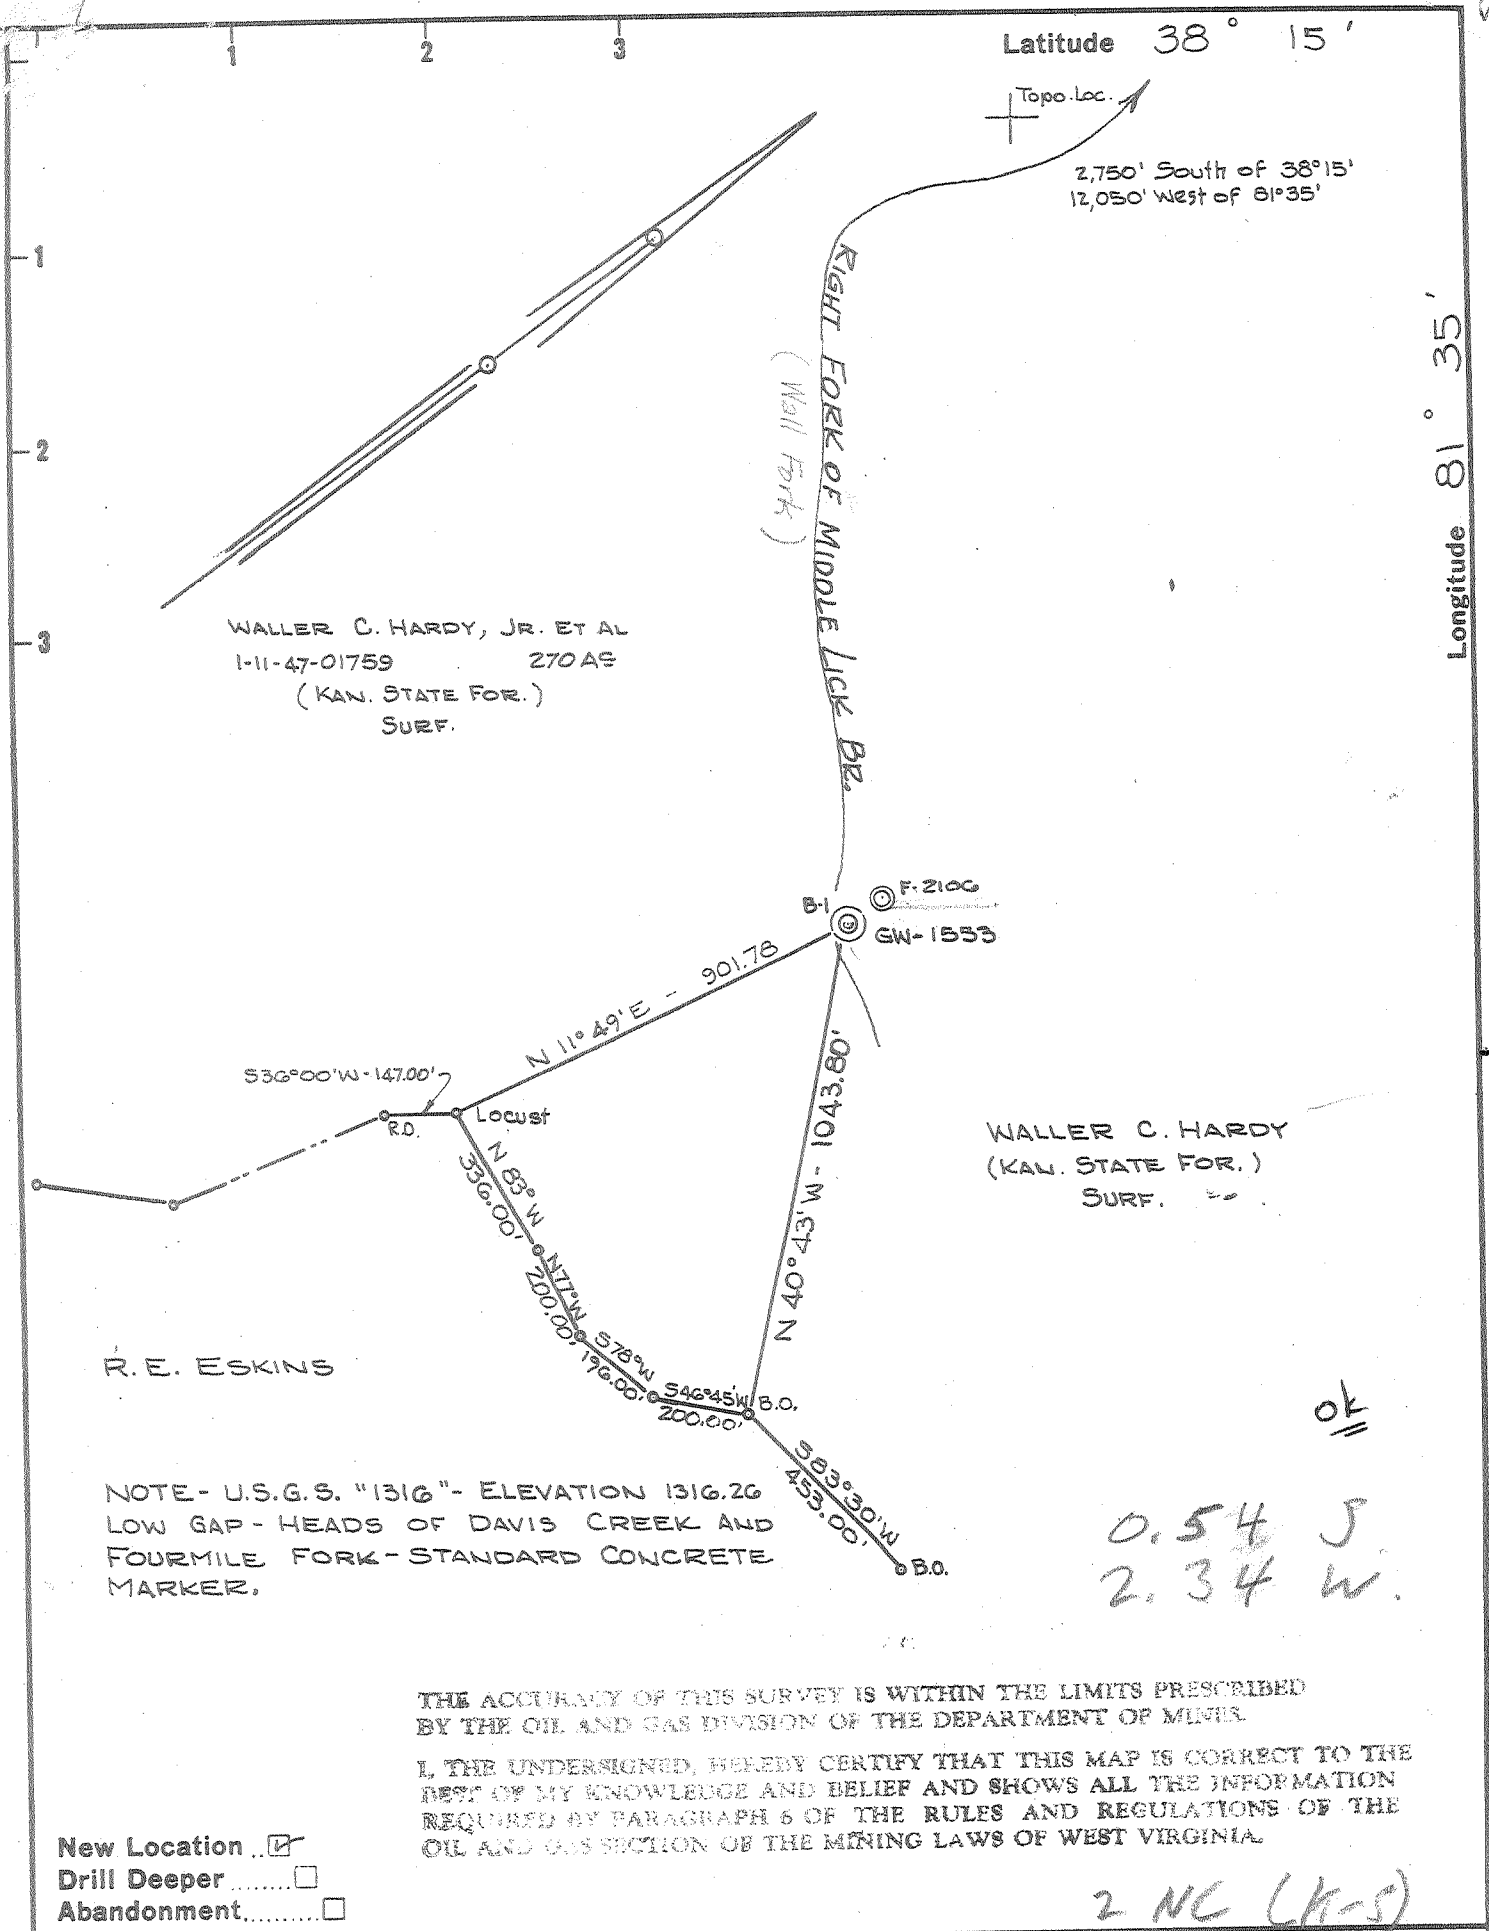 1 2 3
Latitude 38° 15'
Topo. Loc.
2,750' South of 38°15'
12,050' West of 81°35'
1
2
3
Longitude 81° 35'
RIGHT FORK OF MIDDLE LICK BR.
(Wall Fork)
WALLER C. HARDY, JR. ET AL
1-11-47-01759 270 AC
(KAN. STATE FOR.)
SURF.
F-2106
B-1
GW-1553
N 11° 49' E - 901.78
S36°00'W - 147.00'
R.O.
Locust
N 83° W
336.00'
N 40° 43' W - 1043.80'
WALLER C. HARDY
(KAN. STATE FOR.)
SURF.
N77°W
200.00'
S78°W
196.00'
S46°45'W
200.00'
B.O.
R. E. ESKINS
ok
S83°30'W
453.00'
B.O.
NOTE - U.S.G.S. "1316" - ELEVATION 1316.26
LOW GAP - HEADS OF DAVIS CREEK AND
FOURMILE FORK - STANDARD CONCRETE
MARKER.
0.54 S
2.34 W.
THE ACCURACY OF THIS SURVEY IS WITHIN THE LIMITS PRESCRIBED
BY THE OIL AND GAS DIVISION OF THE DEPARTMENT OF MINES.
I, THE UNDERSIGNED, HEREBY CERTIFY THAT THIS MAP IS CORRECT TO THE
BEST OF MY KNOWLEDGE AND BELIEF AND SHOWS ALL THE INFORMATION
REQUIRED BY PARAGRAPH 6 OF THE RULES AND REGULATIONS OF THE
OIL AND GAS SECTION OF THE MINING LAWS OF WEST VIRGINIA.
New Location
Drill Deeper
Abandonment
2 NC (K-5)